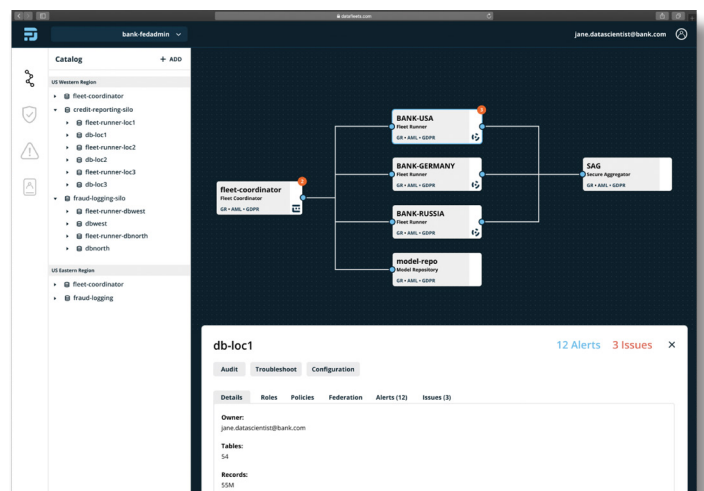 datafleets.com
bank-fedadmin
jane.datascientist@bank.com
Catalog
+ ADD
US Western Region
fleet-coordinator
credit-reporting-silo
fleet-runner-loc1
db-loc1
fleet-runner-loc2
db-loc2
fleet-runner-loc3
db-loc3
fraud-logging-silo
fleet-runner-dbwest
dbwest
fleet-runner-dbnorth
dbnorth
US Eastern Region
fleet-coordinator
fraud-logging
fleet-coordinator
Fleet Coordinator
GR • AML • GDPR
BANK-USA
Fleet Runner
GR • AML • GDPR
BANK-GERMANY
Fleet Runner
GR • AML • GDPR
BANK-RUSSIA
Fleet Runner
GR • AML • GDPR
model-repo
Model Repository
GR • AML • GDPR
SAG
Secure Aggregator
GR • AML • GDPR
db-loc1
12 Alerts 3 Issues
Audit Troubleshoot Configuration
Details Roles Policies Federation Alerts (12) Issues (3)
Owner:
jane.datascientist@bank.com
Tables:
54
Records:
55M